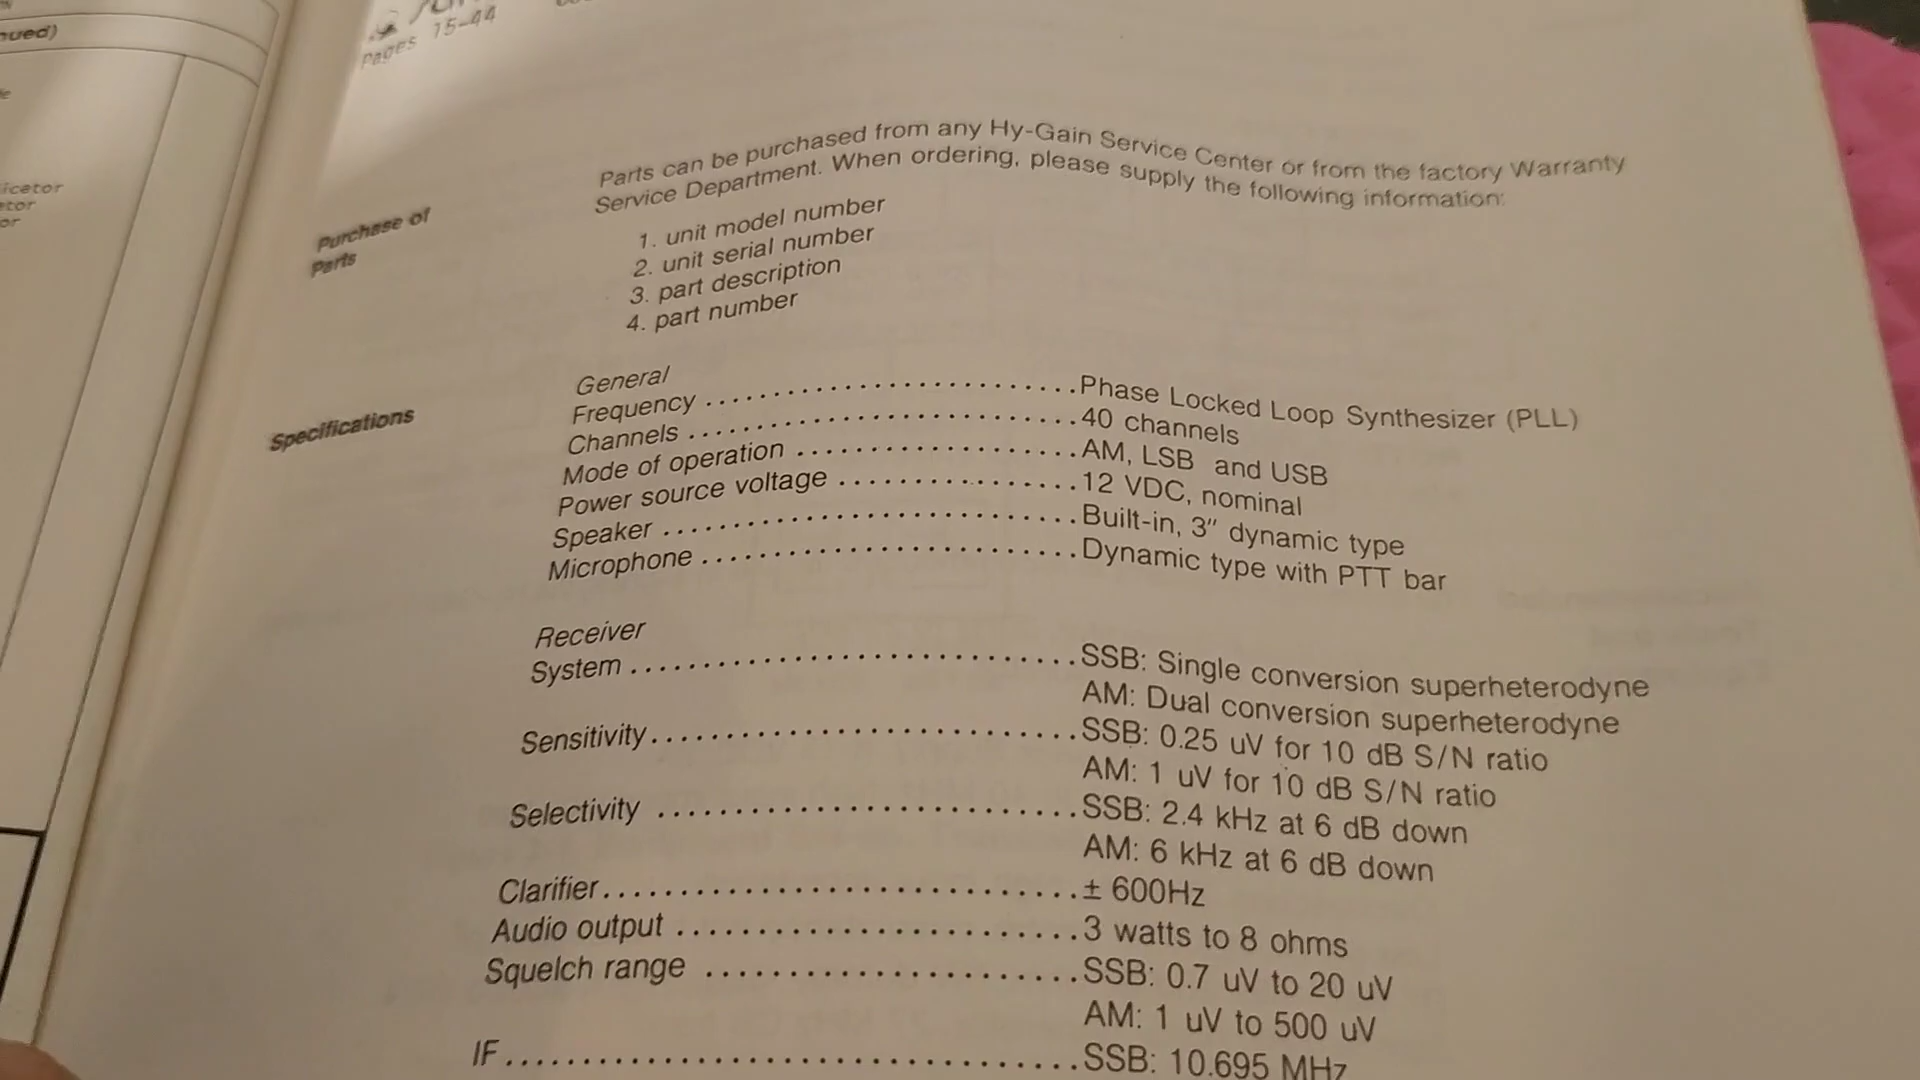 nued)
icetor
etor
or
Pages 15-44
Purchase of
Parts
Parts can be purchased from any Hy-Gain Service Center or from the factory Warranty
Service Department. When ordering, please supply the following information:
1. unit model number
2. unit serial number
3. part description
4. part number
Specifications
General
Frequency ............................Phase Locked Loop Synthesizer (PLL)
Channels ............................40 channels
Mode of operation ....................AM, LSB and USB
Power source voltage ................12 VDC, nominal
Speaker ..............................Built-in, 3" dynamic type
Microphone ..........................Dynamic type with PTT bar
Receiver
System ..............................SSB: Single conversion superheterodyne
AM: Dual conversion superheterodyne
Sensitivity............................SSB: 0.25 uV for 10 dB S/N ratio
AM: 1 uV for 10 dB S/N ratio
Selectivity ............................SSB: 2.4 kHz at 6 dB down
AM: 6 kHz at 6 dB down
Clarifier...............................± 600Hz
Audio output ..........................3 watts to 8 ohms
Squelch range ........................SSB: 0.7 uV to 20 uV
AM: 1 uV to 500 uV
IF.....................................SSB: 10.695 MHz